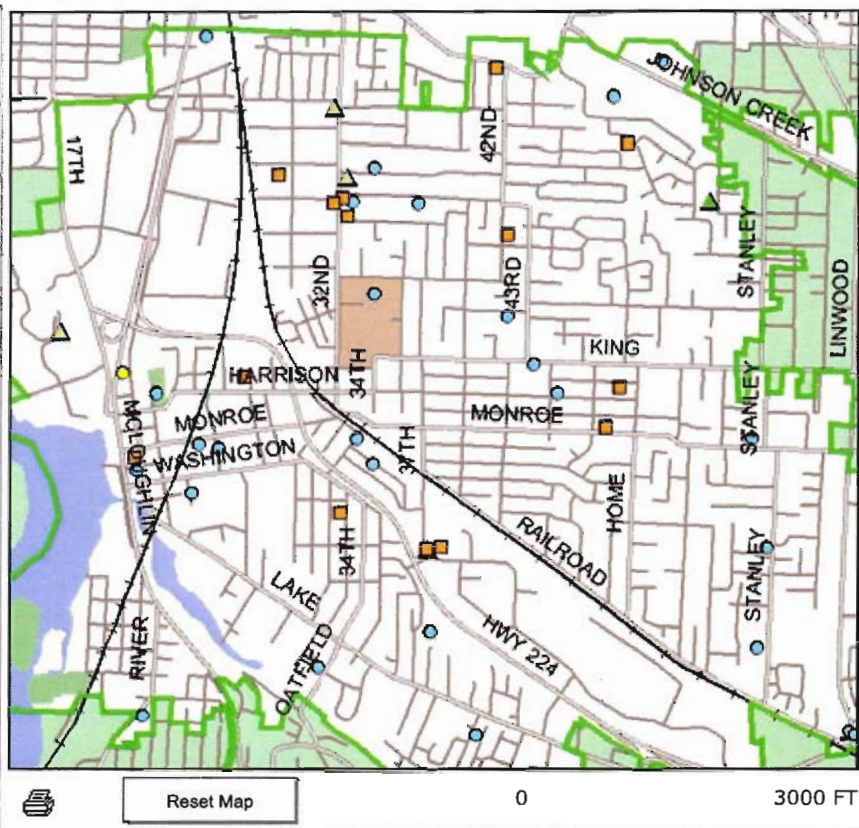 JOHNSON CREEK
17TH
42ND
STANLEY
LINWOOD
32ND
43RD
KING
34TH
HARRISON
MONROE
MCLOUGHLIN
MONROE
STANLEY
WASHINGTON
37TH
HOME
34TH
RAILROAD
STANLEY
LAKE
HWY 224
RIVER
OATFIELD
Reset Map
0
3000 FT